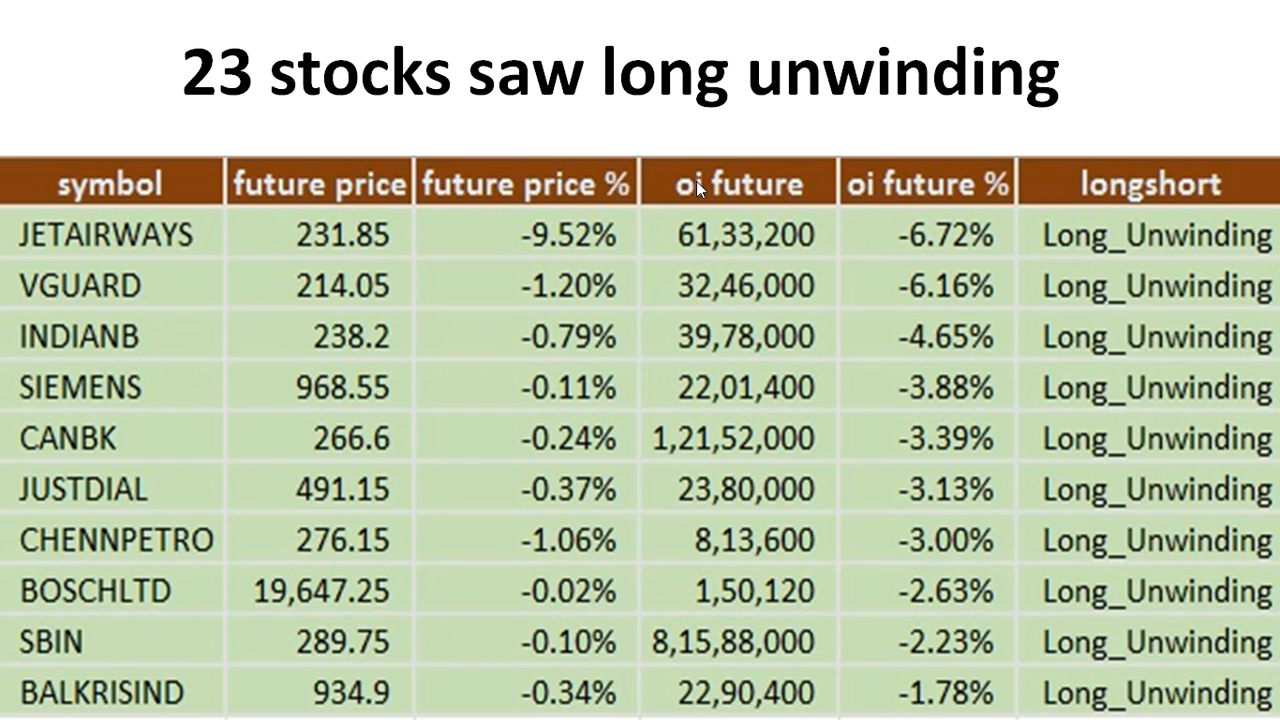 23 stocks saw long unwinding
symbol future price future price % oi future oi future % longshort
JETAIRWAYS 231.85 -9.52% 61,33,200 -6.72% Long_Unwinding
VGUARD 214.05 -1.20% 32,46,000 -6.16% Long_Unwinding
INDIANB 238.2 -0.79% 39,78,000 -4.65% Long_Unwinding
SIEMENS 968.55 -0.11% 22,01,400 -3.88% Long_Unwinding
CANBK 266.6 -0.24% 1,21,52,000 -3.39% Long_Unwinding
JUSTDIAL 491.15 -0.37% 23,80,000 -3.13% Long_Unwinding
CHENNPETRO 276.15 -1.06% 8,13,600 -3.00% Long_Unwinding
BOSCHLTD 19,647.25 -0.02% 1,50,120 -2.63% Long_Unwinding
SBIN 289.75 -0.10% 8,15,88,000 -2.23% Long_Unwinding
BALKRISIND 934.9 -0.34% 22,90,400 -1.78% Long_Unwinding